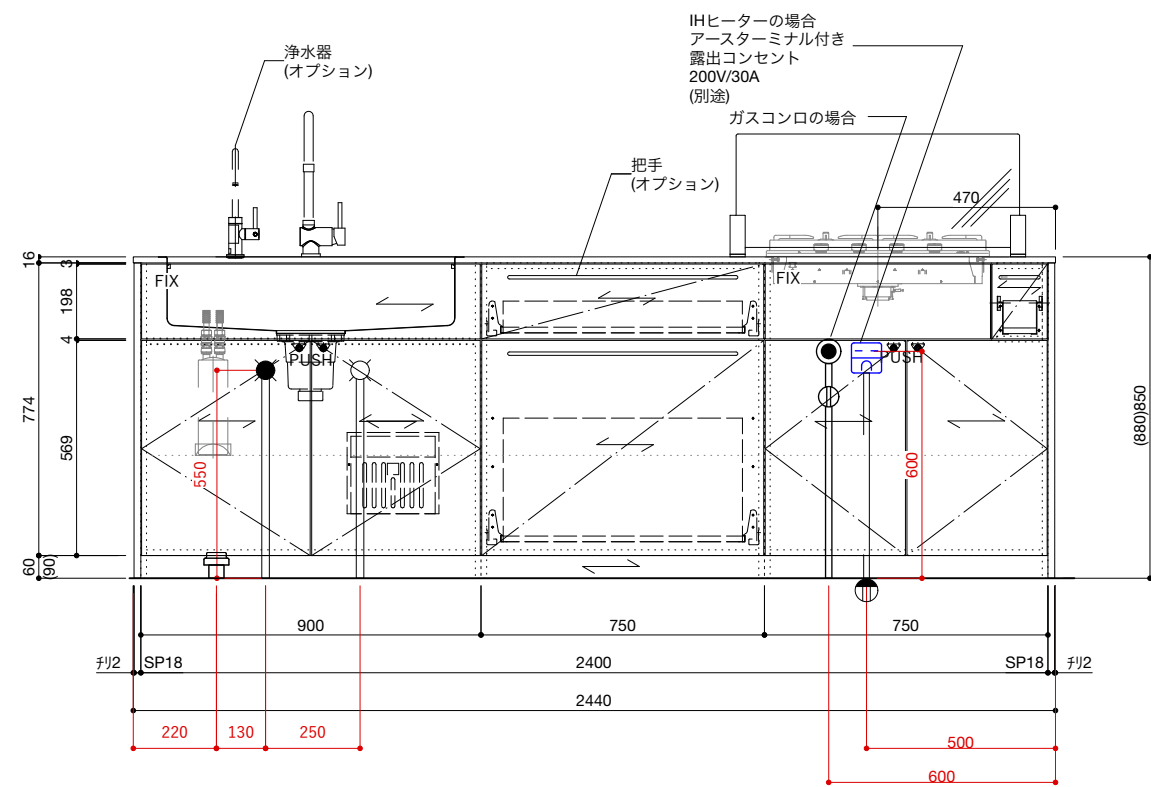 IHヒーターの場合
アースターミナル付き
露出コンセント
200V/30A
(別途)
浄水器
(オプション)
ガスコンロの場合
把手
(オプション)
470
16
3
FIX
FIX
198
4
PUSH
PUSH
774
569
550
600
(880)850
60
(90)
900
750
750
ﾁﾘ2
SP18
2400
SP18
ﾁﾘ2
2440
220
130
250
500
600